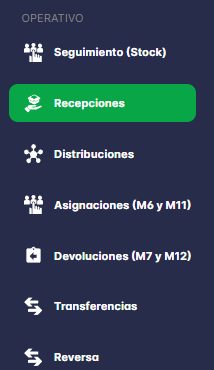 OPERATIVO
Seguimiento (Stock)
Recepciones
Distribuciones
Asignaciones (M6 y M11)
Devoluciones (M7 y M12)
Transferencias
Reversa